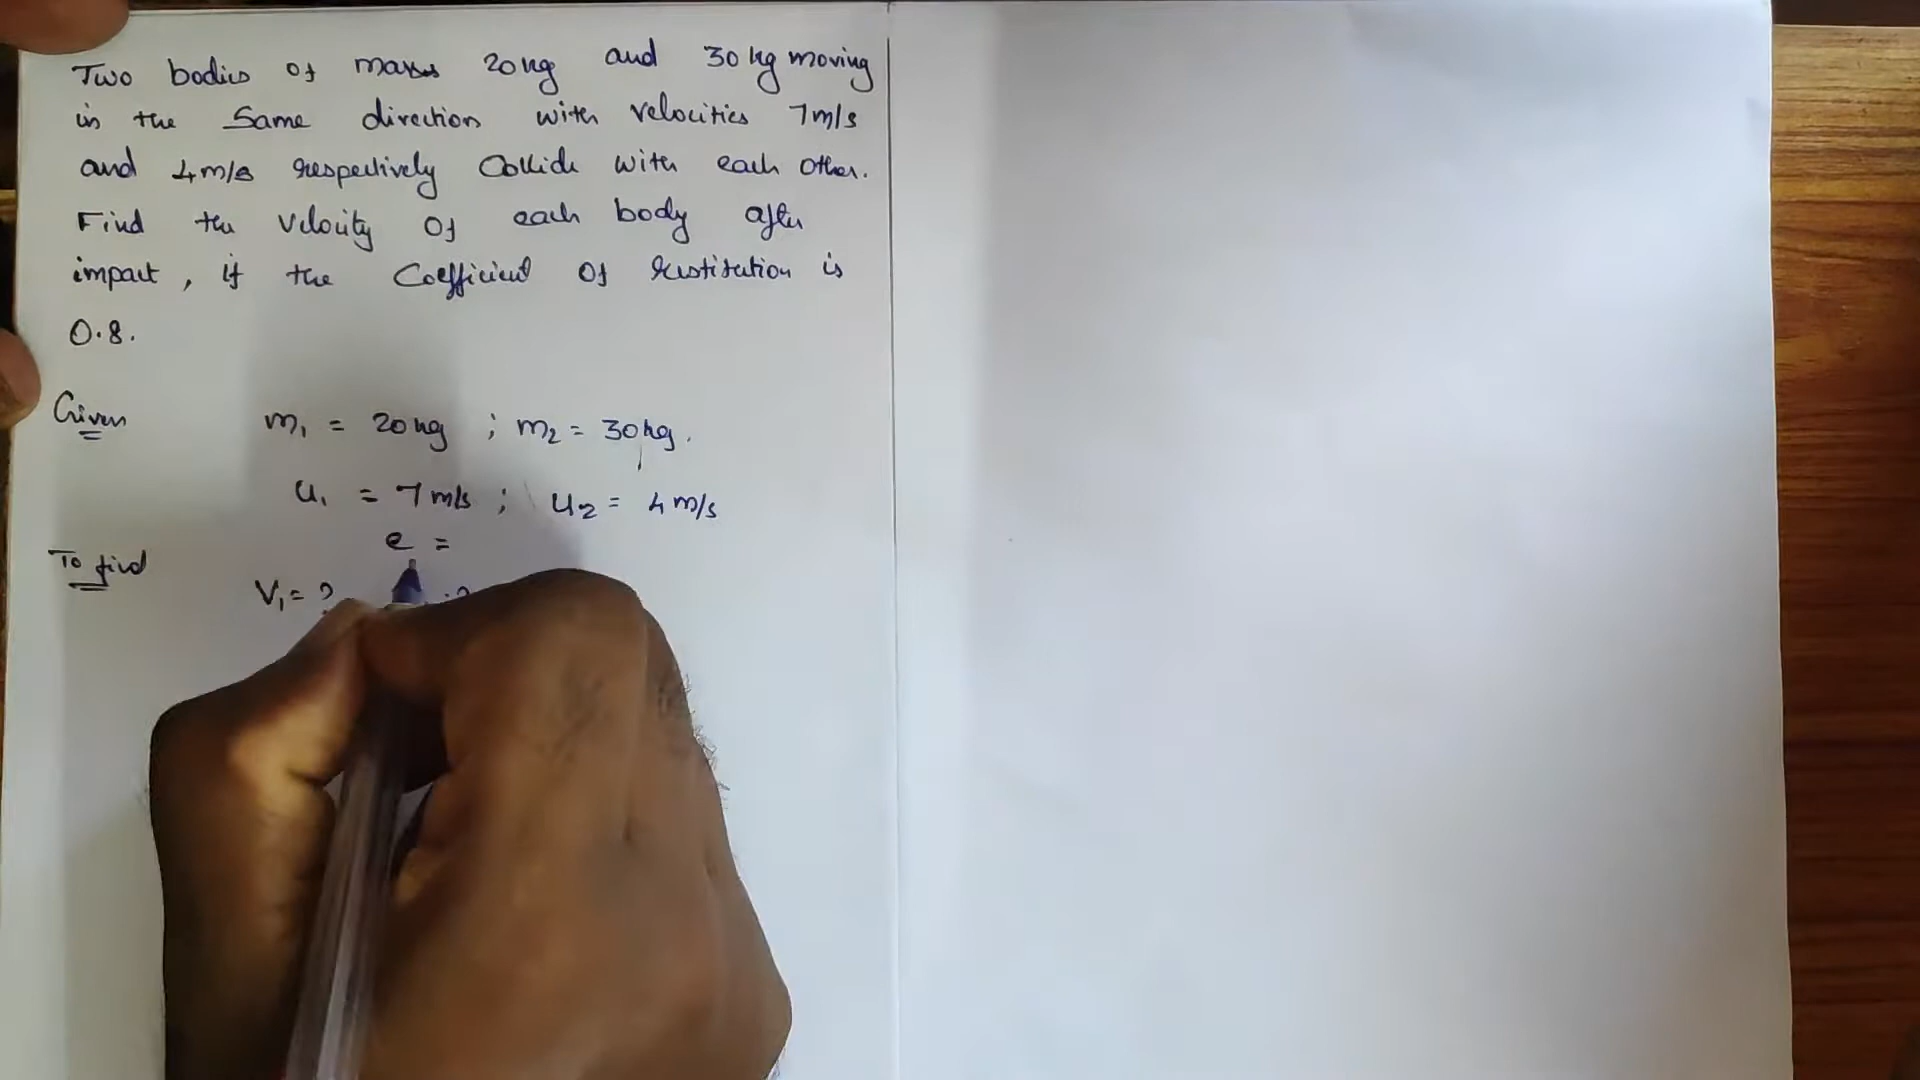 Two bodies of mass 20kg and 30kg moving
in the same direction with velocities 7m/s
and 4m/s respectively collide with each other.
Find the velocity of each body after
impact, if the coefficient of restitution is
0.8.
Given m₁ = 20kg ; m₂ = 30kg.
u₁ = 7m/s ; u₂ = 4m/s
e =
To find
V₁ = ?